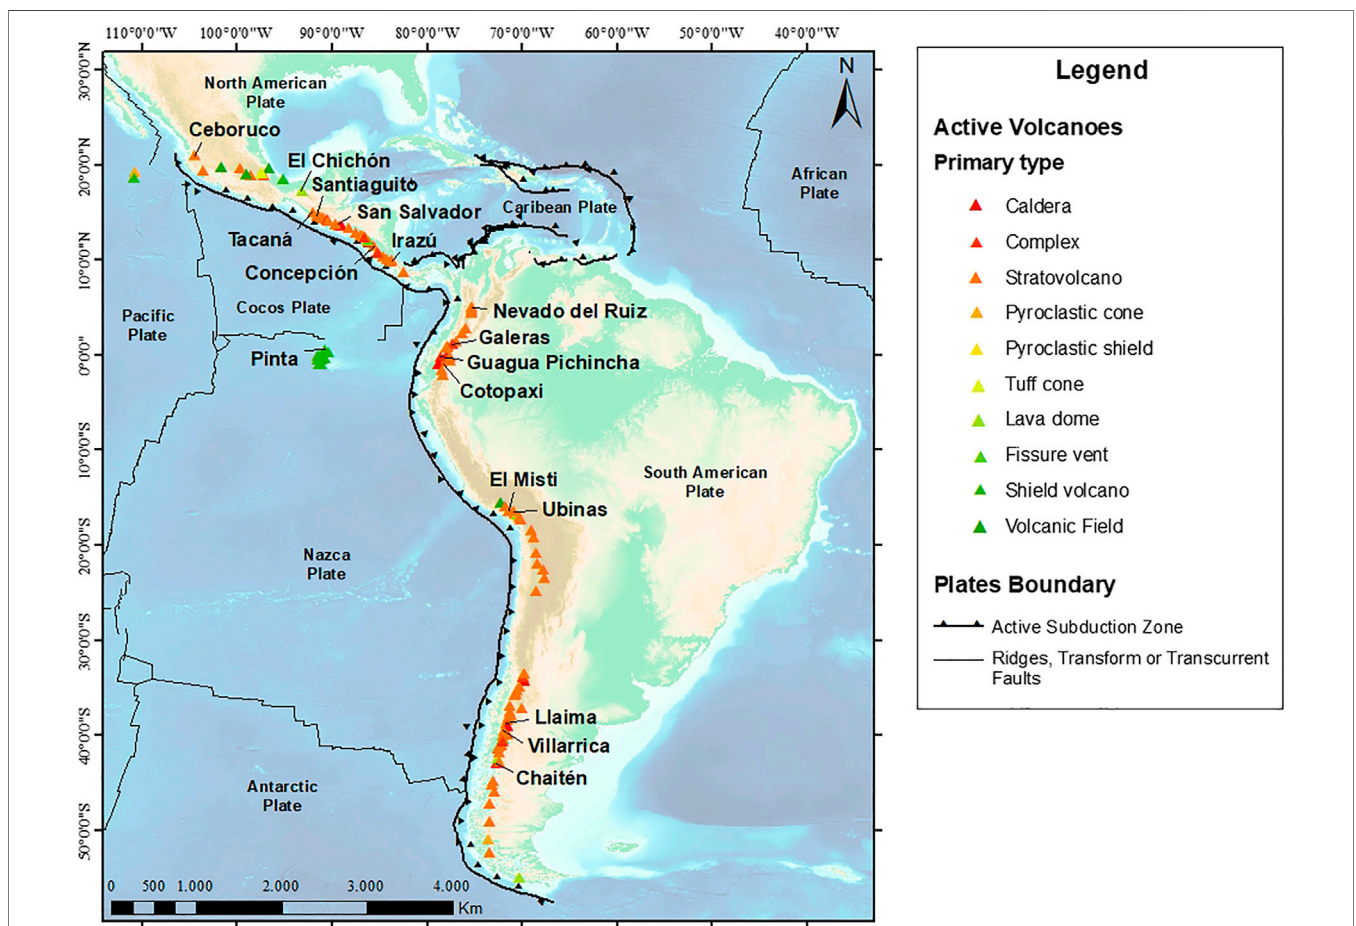 110°0'0"W 100°0'0"W 90°0'0"W 80°0'0"W 70°0'0"W 60°0'0"W 50°0'0"W 40°0'0"W
30°0'0"N
20°0'0"N
10°0'0"N
0°0'0"
10°0'0"S
20°0'0"S
30°0'0"S
40°0'0"S
50°0'0"S
N
North American
Plate
Ceboruco
El Chichón
Santiaguito
San Salvador
Tacaná
Irazú
Concepción
Caribean Plate
African
Plate
Cocos Plate
Pacific
Plate
Pinta
Nevado del Ruiz
Galeras
Guagua Pichincha
Cotopaxi
South American
Plate
El Misti
Ubinas
Nazca
Plate
Llaima
Villarrica
Chaitén
Antarctic
Plate
0 500 1.000 2.000 3.000 4.000
Km
Legend
Active Volcanoes
Primary type
Caldera
Complex
Stratovolcano
Pyroclastic cone
Pyroclastic shield
Tuff cone
Lava dome
Fissure vent
Shield volcano
Volcanic Field
Plates Boundary
Active Subduction Zone
Ridges, Transform or Transcurrent
Faults